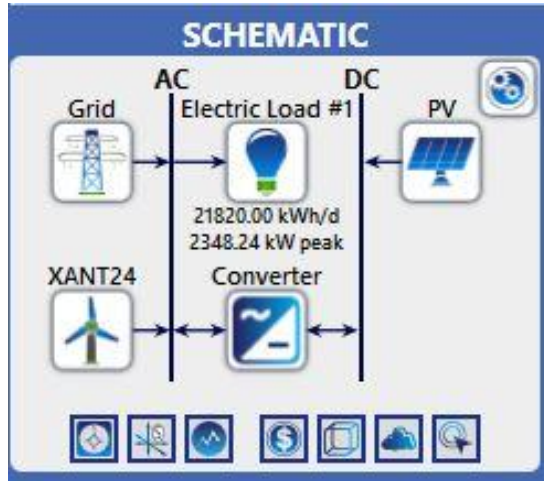 SCHEMATIC
AC DC
Grid Electric Load #1 PV
21820.00 kWh/d
2348.24 kW peak
XANT24 Converter